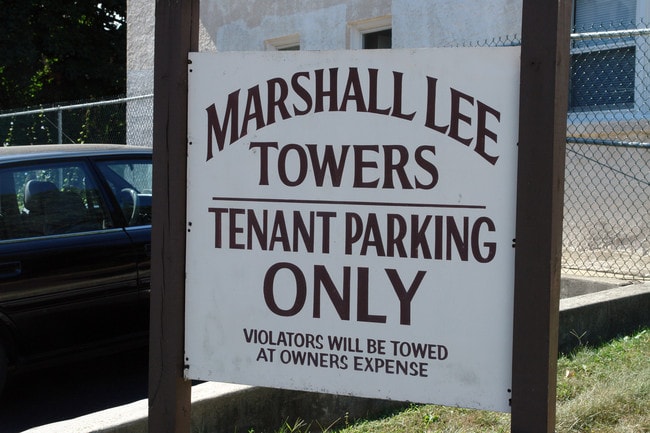 MARSHALL LEE
TOWERS
TENANT PARKING
ONLY
VIOLATORS WILL BE TOWED
AT OWNERS EXPENSE